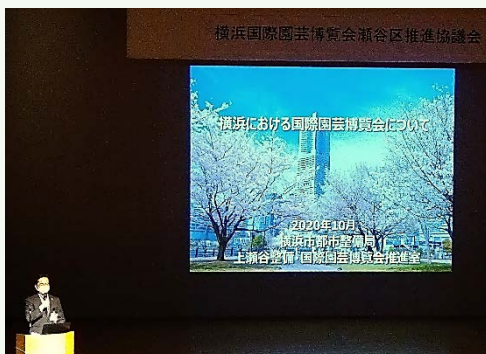 横浜国際園芸博覧会瀬谷区推進協議会
横浜における国際園芸博覧会について
2020年10月
横浜市都市整備局
上瀬谷整備・国際園芸博覧会推進室